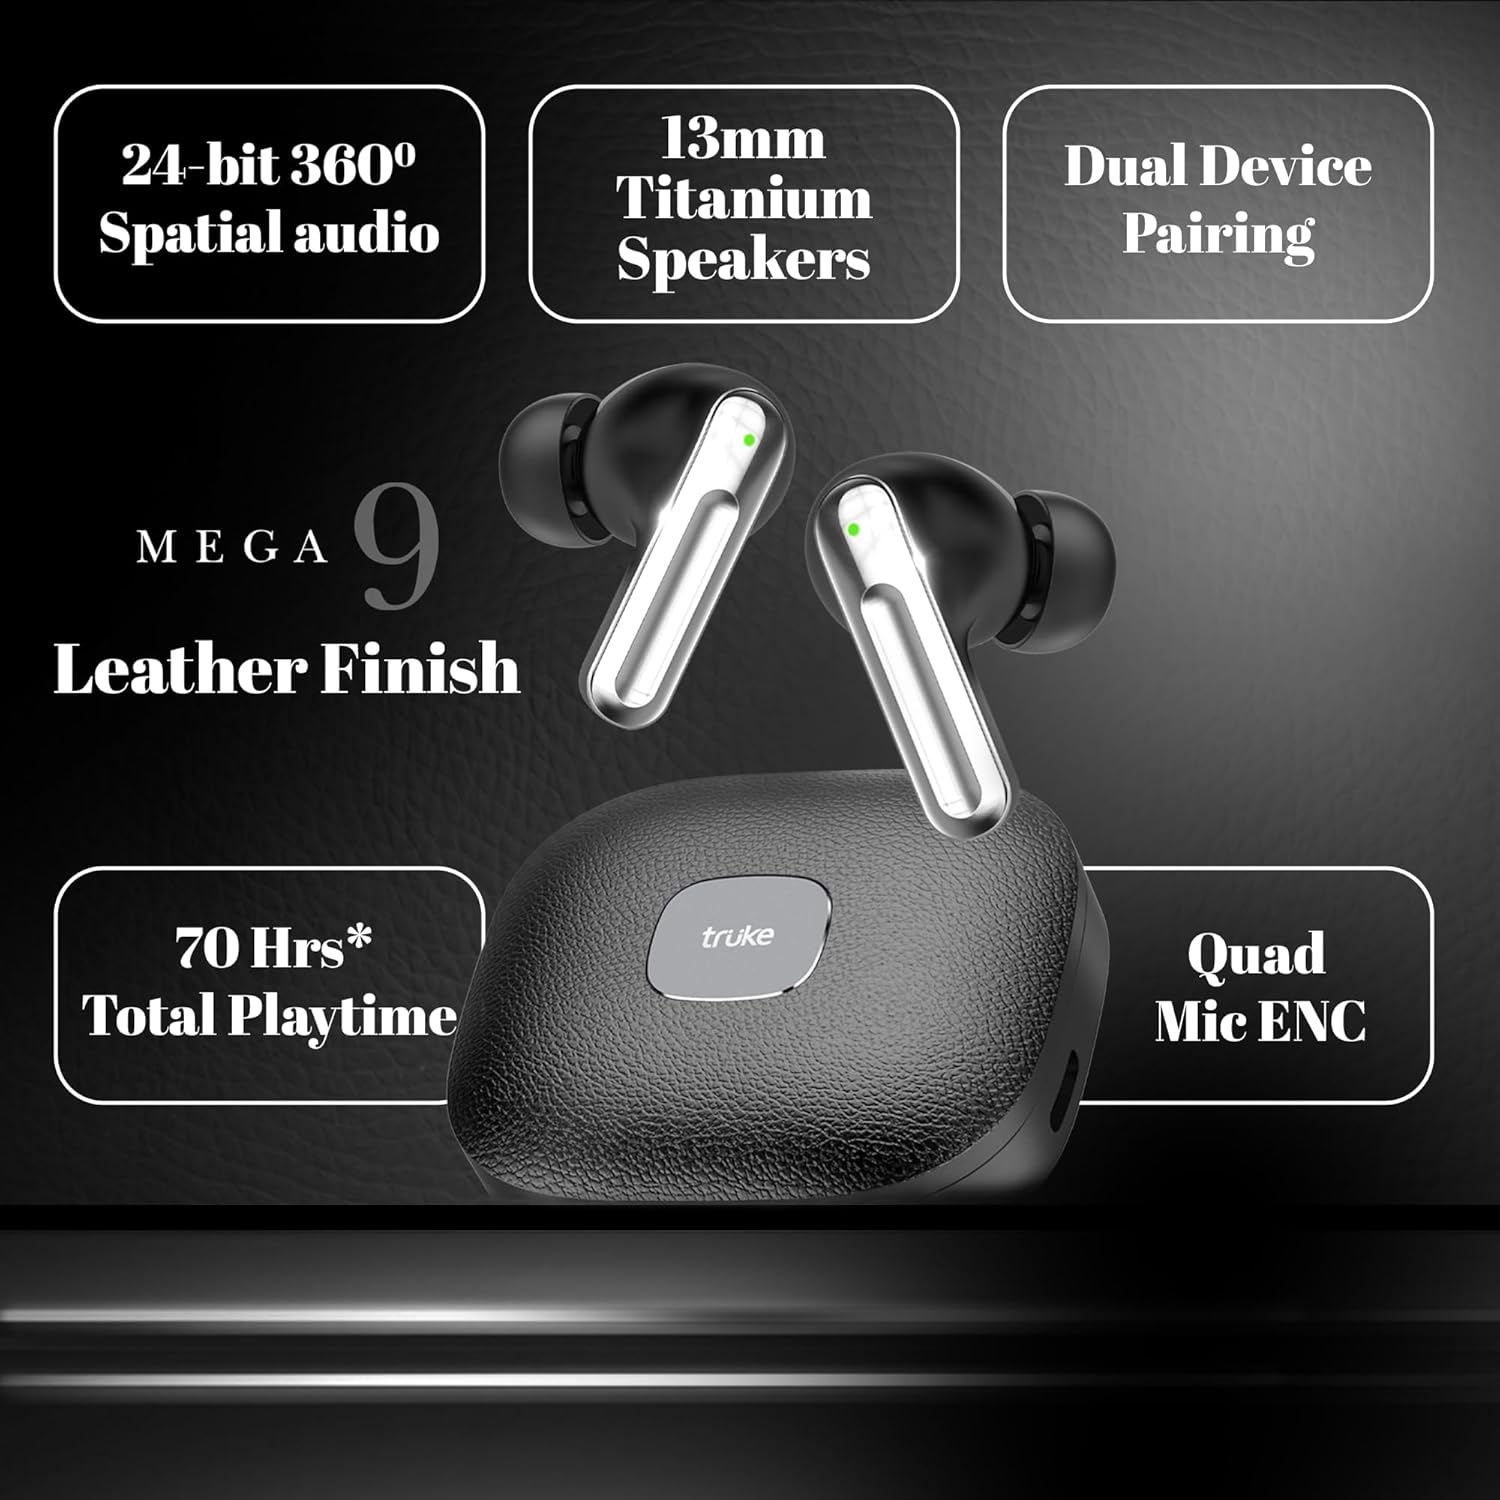 24-bit 360º
Spatial audio
13mm
Titanium
Speakers
Dual Device
Pairing
MEGA 9
Leather Finish
70 Hrs*
Total Playtime
truke
Quad
Mic ENC